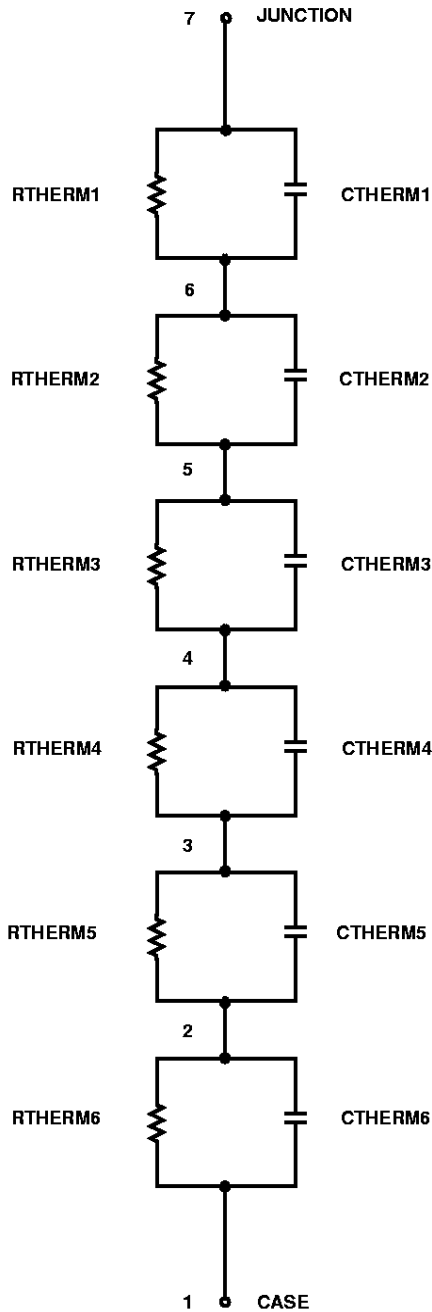 7 JUNCTION
RTHERM1 CTHERM1
6
RTHERM2 CTHERM2
5
RTHERM3 CTHERM3
4
RTHERM4 CTHERM4
3
RTHERM5 CTHERM5
2
RTHERM6 CTHERM6
1 CASE